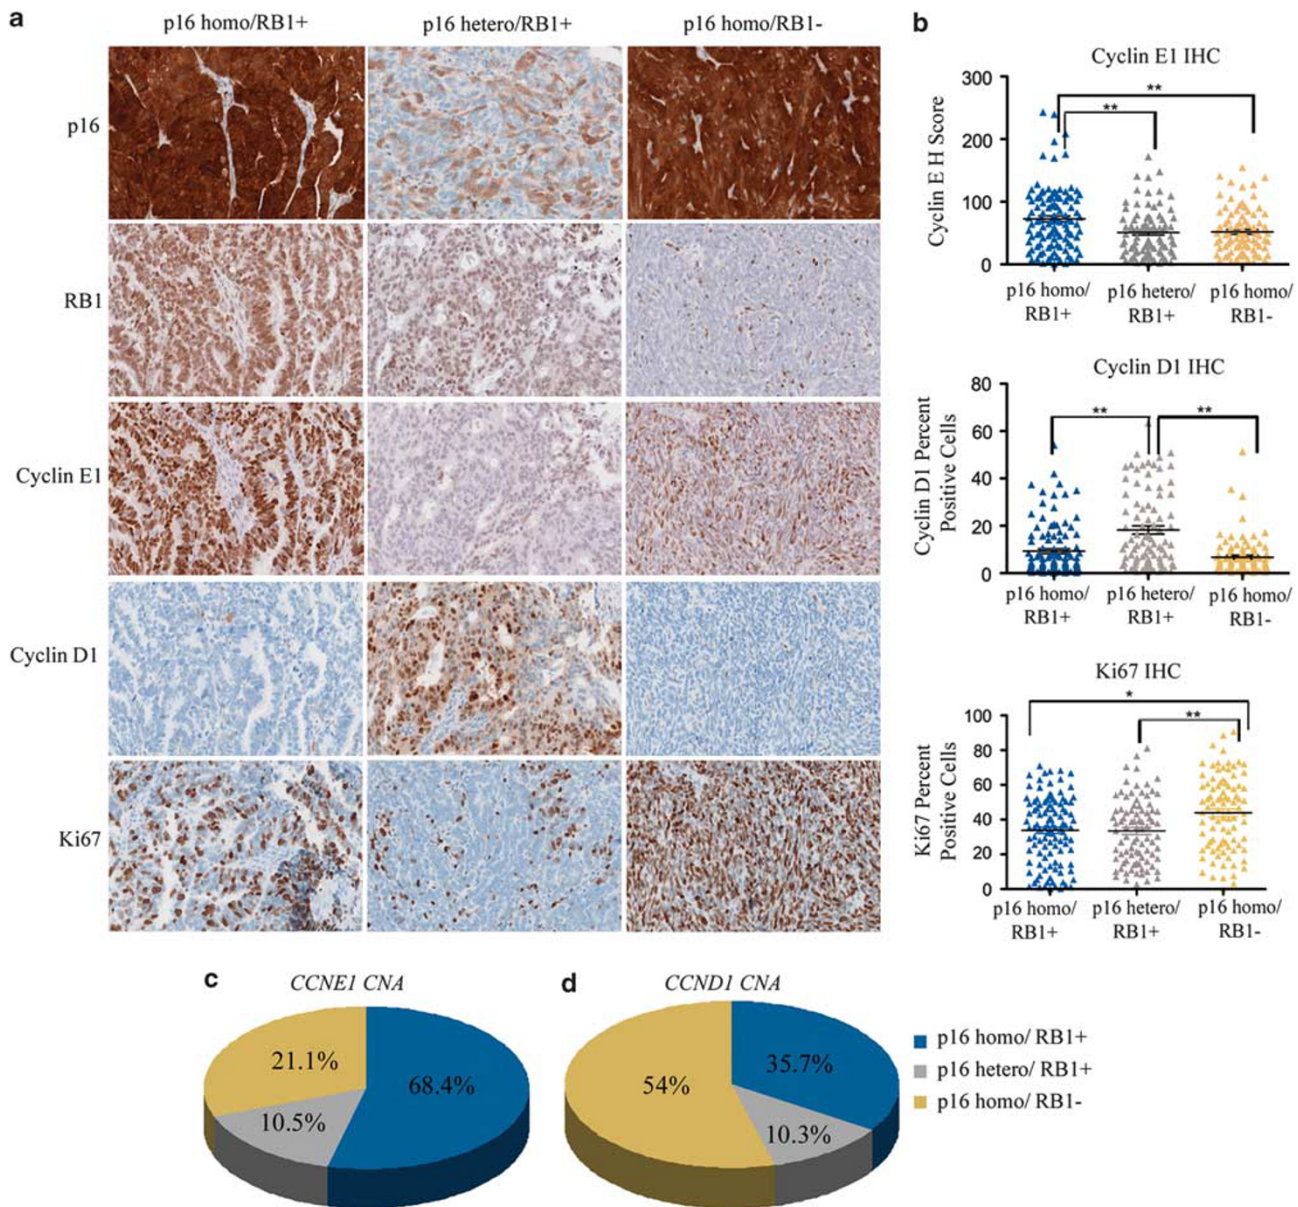 a
p16 homo/RB1+
p16 hetero/RB1+
p16 homo/RB1-
p16
RB1
Cyclin E1
Cyclin D1
Ki67
b
Cyclin E1 IHC
Cyclin E H Score
300
200
100
0
**
**
p16 homo/
RB1+
p16 hetero/
RB1+
p16 homo/
RB1-
Cyclin D1 IHC
Cyclin D1 Percent
Positive Cells
80
60
40
20
0
**
**
p16 homo/
RB1+
p16 hetero/
RB1+
p16 homo/
RB1-
Ki67 IHC
Ki67 Percent
Positive Cells
100
80
60
40
20
0
*
**
p16 homo/
RB1+
p16 hetero/
RB1+
p16 homo/
RB1-
c
CCNE1 CNA
21.1%
68.4%
10.5%
d
CCND1 CNA
54%
35.7%
10.3%
p16 homo/ RB1+
p16 hetero/ RB1+
p16 homo/ RB1-